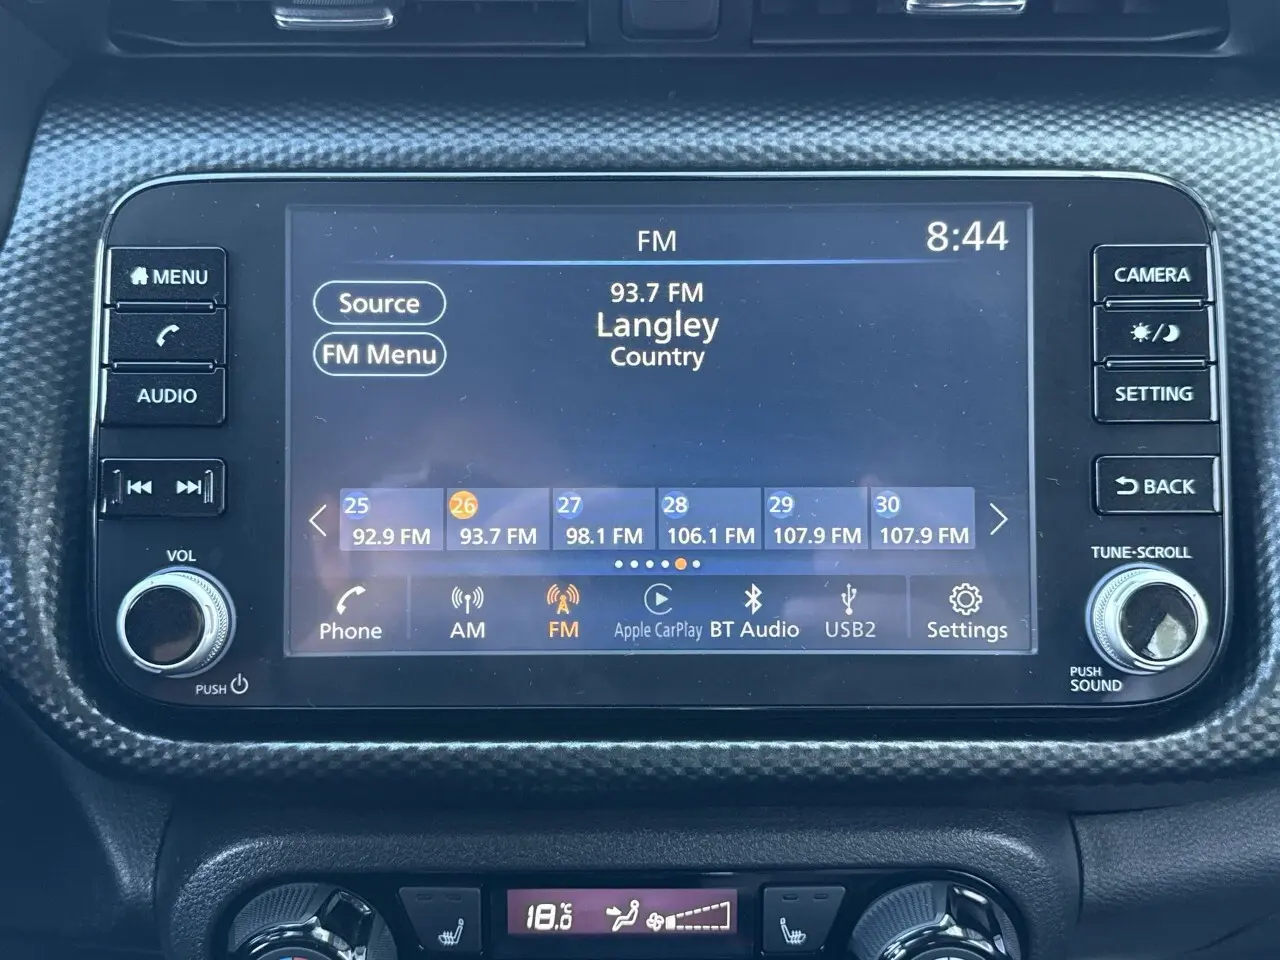 FM
8:44
MENU
CAMERA
Source
93.7 FM
Langley
Country
FM Menu
AUDIO
SETTING
BACK
25
26
27
28
29
30
92.9 FM
93.7 FM
98.1 FM
106.1 FM
107.9 FM
107.9 FM
VOL
TUNE-SCROLL
Phone
AM
FM
Apple CarPlay
BT Audio
USB2
Settings
PUSH
PUSH
SOUND
18.0°C